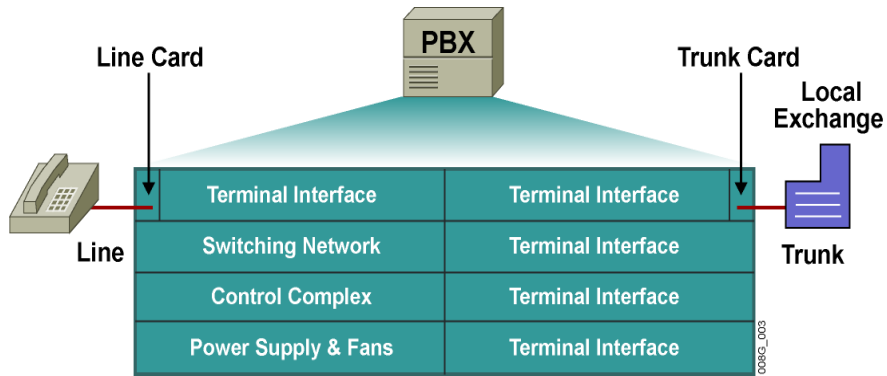 PBX
Line Card
Trunk Card
Local
Exchange
Terminal Interface
Terminal Interface
Line
Switching Network
Terminal Interface
Trunk
Control Complex
Terminal Interface
Power Supply & Fans
Terminal Interface
008G_003